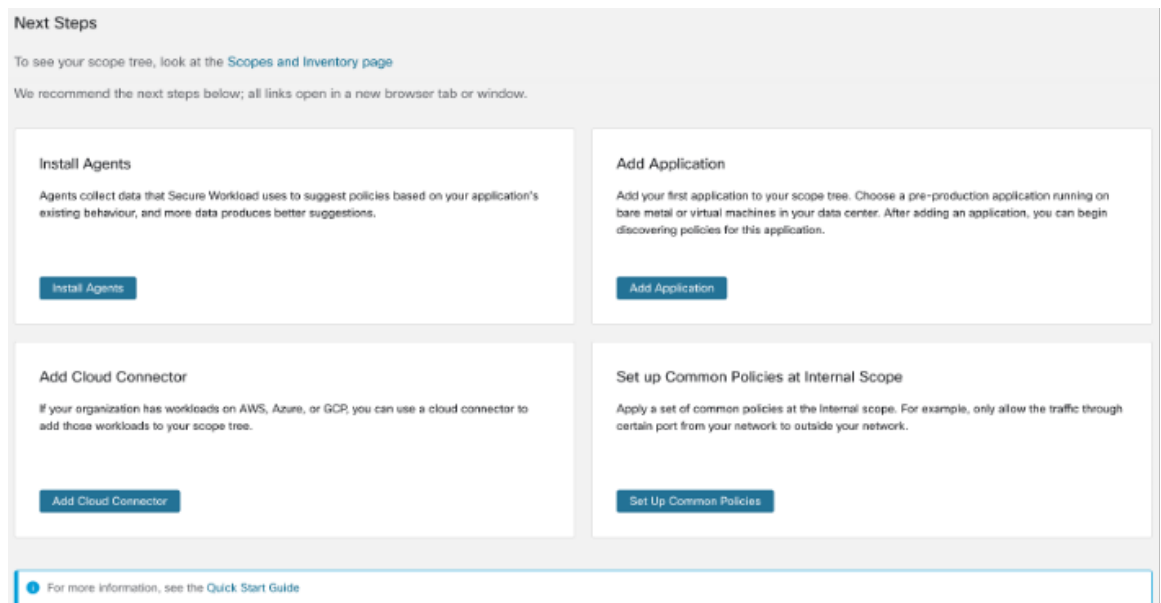 Next Steps
To see your scope tree, look at the Scopes and Inventory page
We recommend the next steps below; all links open in a new browser tab or window.
Install Agents
Agents collect data that Secure Workload uses to suggest policies based on your application's
existing behaviour, and more data produces better suggestions.
Install Agents
Add Application
Add your first application to your scope tree. Choose a pre-production application running on
bare metal or virtual machines in your data center. After adding an application, you can begin
discovering policies for this application.
Add Application
Add Cloud Connector
If your organization has workloads on AWS, Azure, or GCP, you can use a cloud connector to
add those workloads to your scope tree.
Add Cloud Connector
Set up Common Policies at Internal Scope
Apply a set of common policies at the Internal scope. For example, only allow the traffic through
certain port from your network to outside your network.
Set Up Common Policies
For more information, see the Quick Start Guide